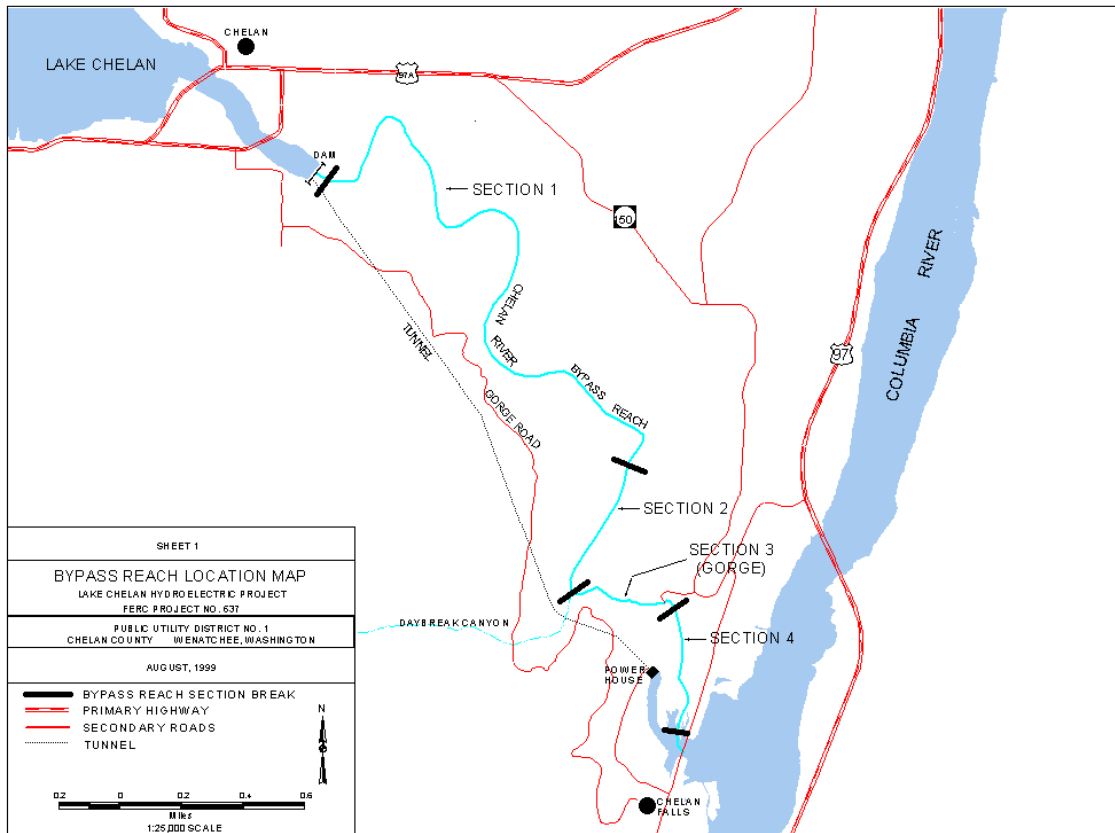 CHELAN
LAKE CHELAN
97A
DAM
SECTION 1
150
COLUMBIA RIVER
CHELAN RIVER BYPASS REACH
TUNNEL
97
GORGE ROAD
SECTION 2
SECTION 3
(GORGE)
DAYBREAK CANYON
SECTION 4
POWER
HOUSE
CHELAN
FALLS
SHEET 1
BYPASS REACH LOCATION MAP
LAKE CHELAN HYDROELECTRIC PROJECT
FERC PROJECT NO. 637
PUBLIC UTILITY DISTRICT NO. 1
CHELAN COUNTY WENATCHEE, WASHINGTON
AUGUST, 1999
BYPASS REACH SECTION BREAK
PRIMARY HIGHWAY
SECONDARY ROADS
TUNNEL
N
0.2 0 0.2 0.4 0.6
Miles
1:25,000 SCALE